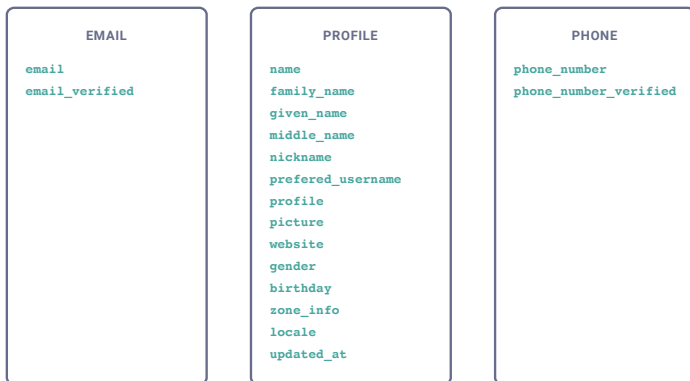 EMAIL
email
email_verified
PROFILE
name
family_name
given_name
middle_name
nickname
prefered_username
profile
picture
website
gender
birthday
zone_info
locale
updated_at
PHONE
phone_number
phone_number_verified